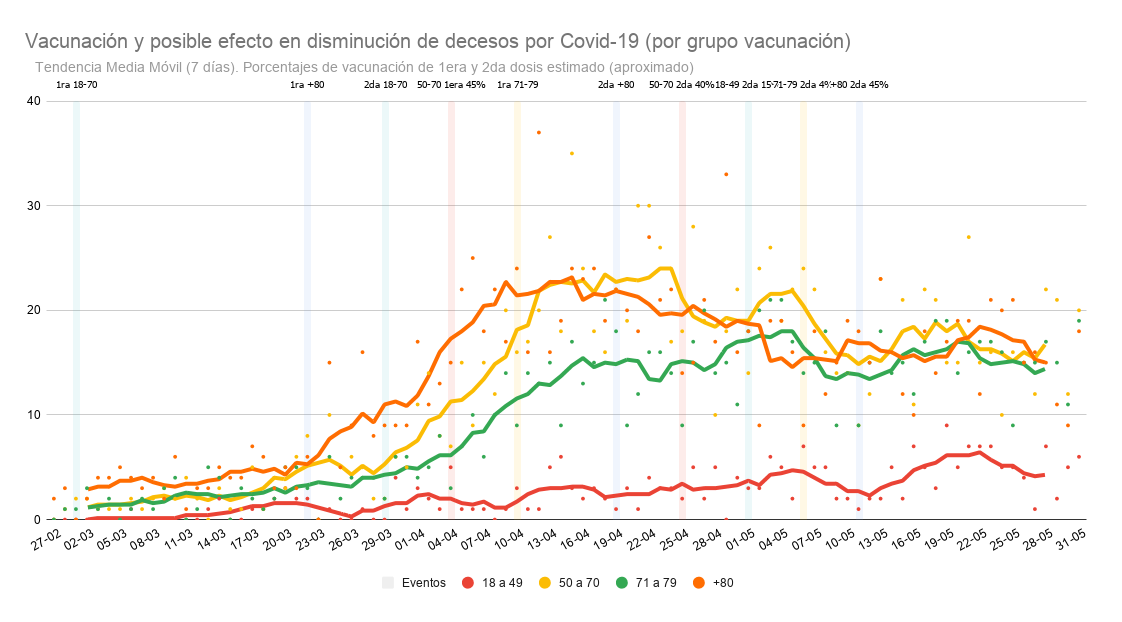 Vacunación y posible efecto en disminución de decesos por Covid-19 (por grupo vacunación)
Tendencia Media Móvil (7 días). Porcentajes de vacunación de 1era y 2da dosis estimado (aproximado)
1ra 18-70 1ra +80 2da 18-70 50-70 1era 45% 1ra 71-79 2da +80 50-70 2da 40% 18-49 2da 15% 71-79 2da 4% +80 2da 45%
40
30
20
10
0
27-02 02-03 05-03 08-03 11-03 14-03 17-03 20-03 23-03 26-03 29-03 01-04 04-04 07-04 10-04 13-04 16-04 19-04 22-04 25-04 28-04 01-05 04-05 07-05 10-05 13-05 16-05 19-05 22-05 25-05 28-05 31-05
Eventos 18 a 49 50 a 70 71 a 79 +80